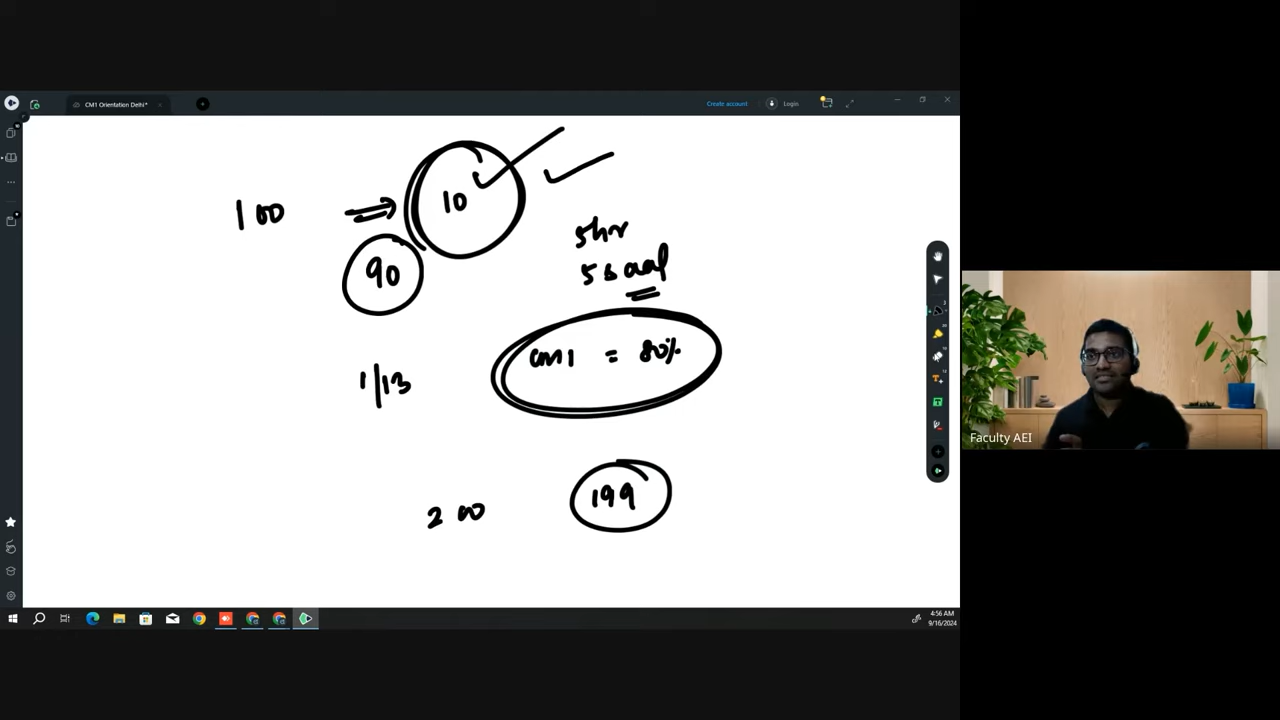 CM1 Orientation Delhi*
Create account
Login
100
10
90
5hr
5 saal
CM1 = 80%
1/13
200
199
Faculty AEI
4:56 AM
9/16/2024